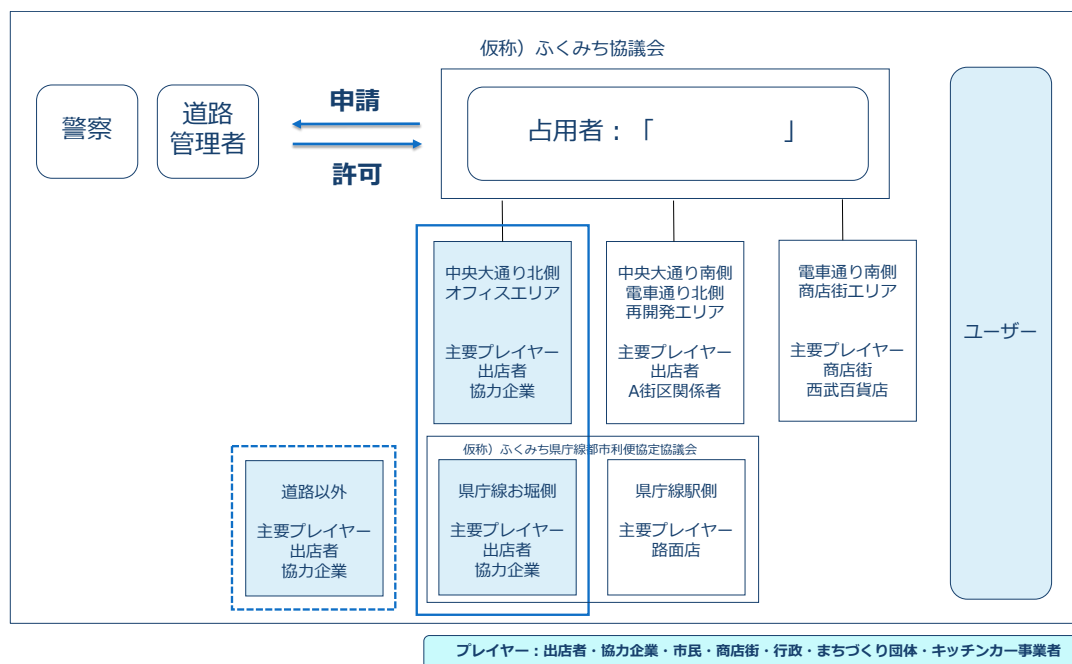 仮称）ふくみち協議会
警察
道路
管理者
申請
許可
占用者：「　　　　　」
中央大通り北側
オフィスエリア
主要プレイヤー
出店者
協力企業
中央大通り南側
電車通り北側
再開発エリア
主要プレイヤー
出店者
A街区関係者
電車通り南側
商店街エリア
主要プレイヤー
商店街
西武百貨店
ユーザー
仮称）ふくみち県庁線都市利便協定協議会
道路以外
主要プレイヤー
出店者
協力企業
県庁線お堀側
主要プレイヤー
出店者
協力企業
県庁線駅側
主要プレイヤー
路面店
プレイヤー：出店者・協力企業・市民・商店街・行政・まちづくり団体・キッチンカー事業者